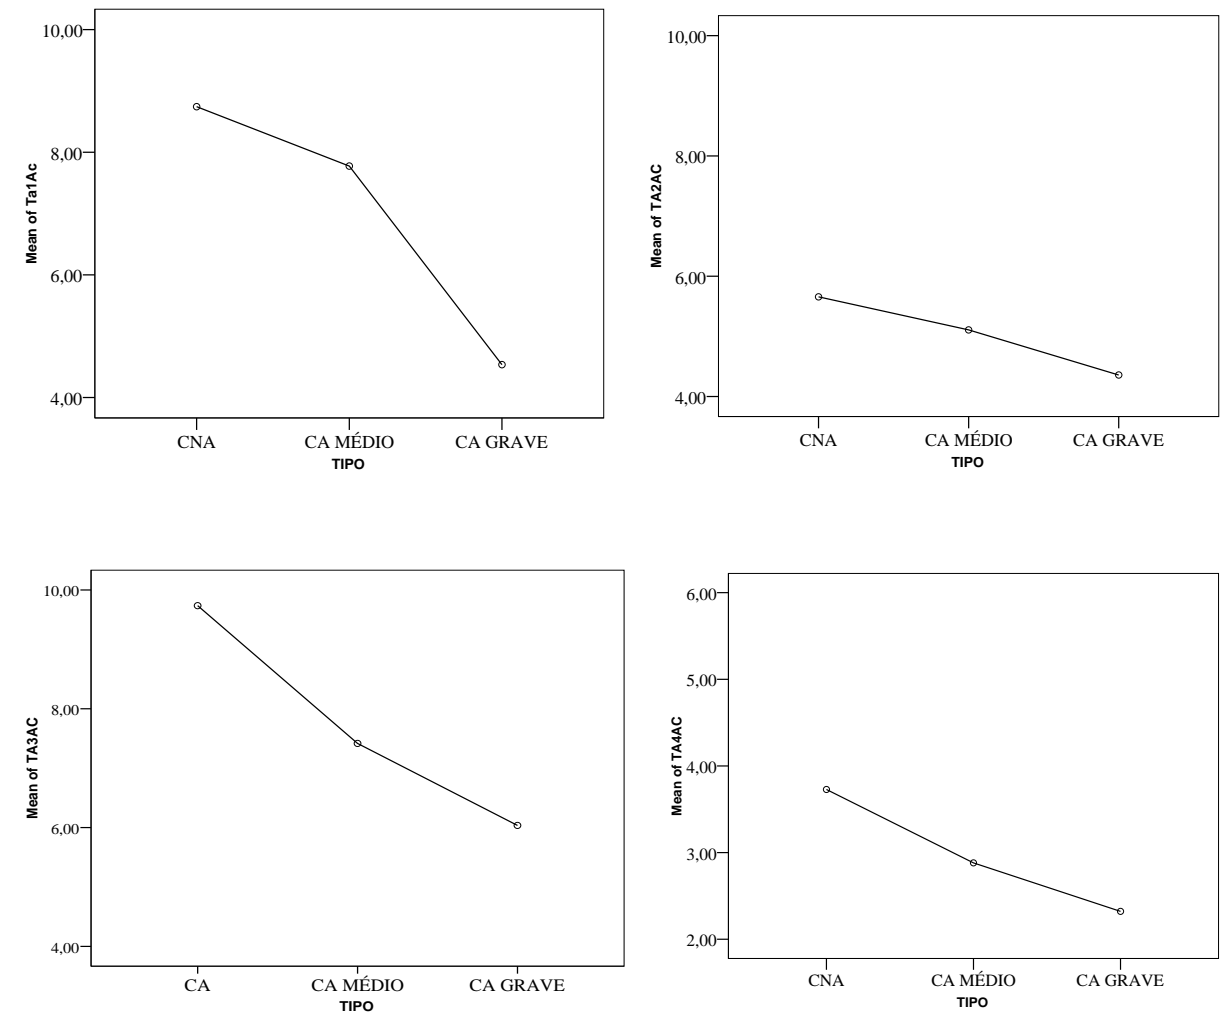 10,00
8,00
6,00
4,00
Mean of Ta1Ac
CNA
CA MÉDIO
CA GRAVE
TIPO
10,00
8,00
6,00
4,00
Mean of TA2AC
CNA
CA MÉDIO
CA GRAVE
TIPO
10,00
8,00
6,00
4,00
Mean of TA3AC
CA
CA MÉDIO
CA GRAVE
TIPO
6,00
5,00
4,00
3,00
2,00
Mean of TA4AC
CNA
CA MÉDIO
CA GRAVE
TIPO